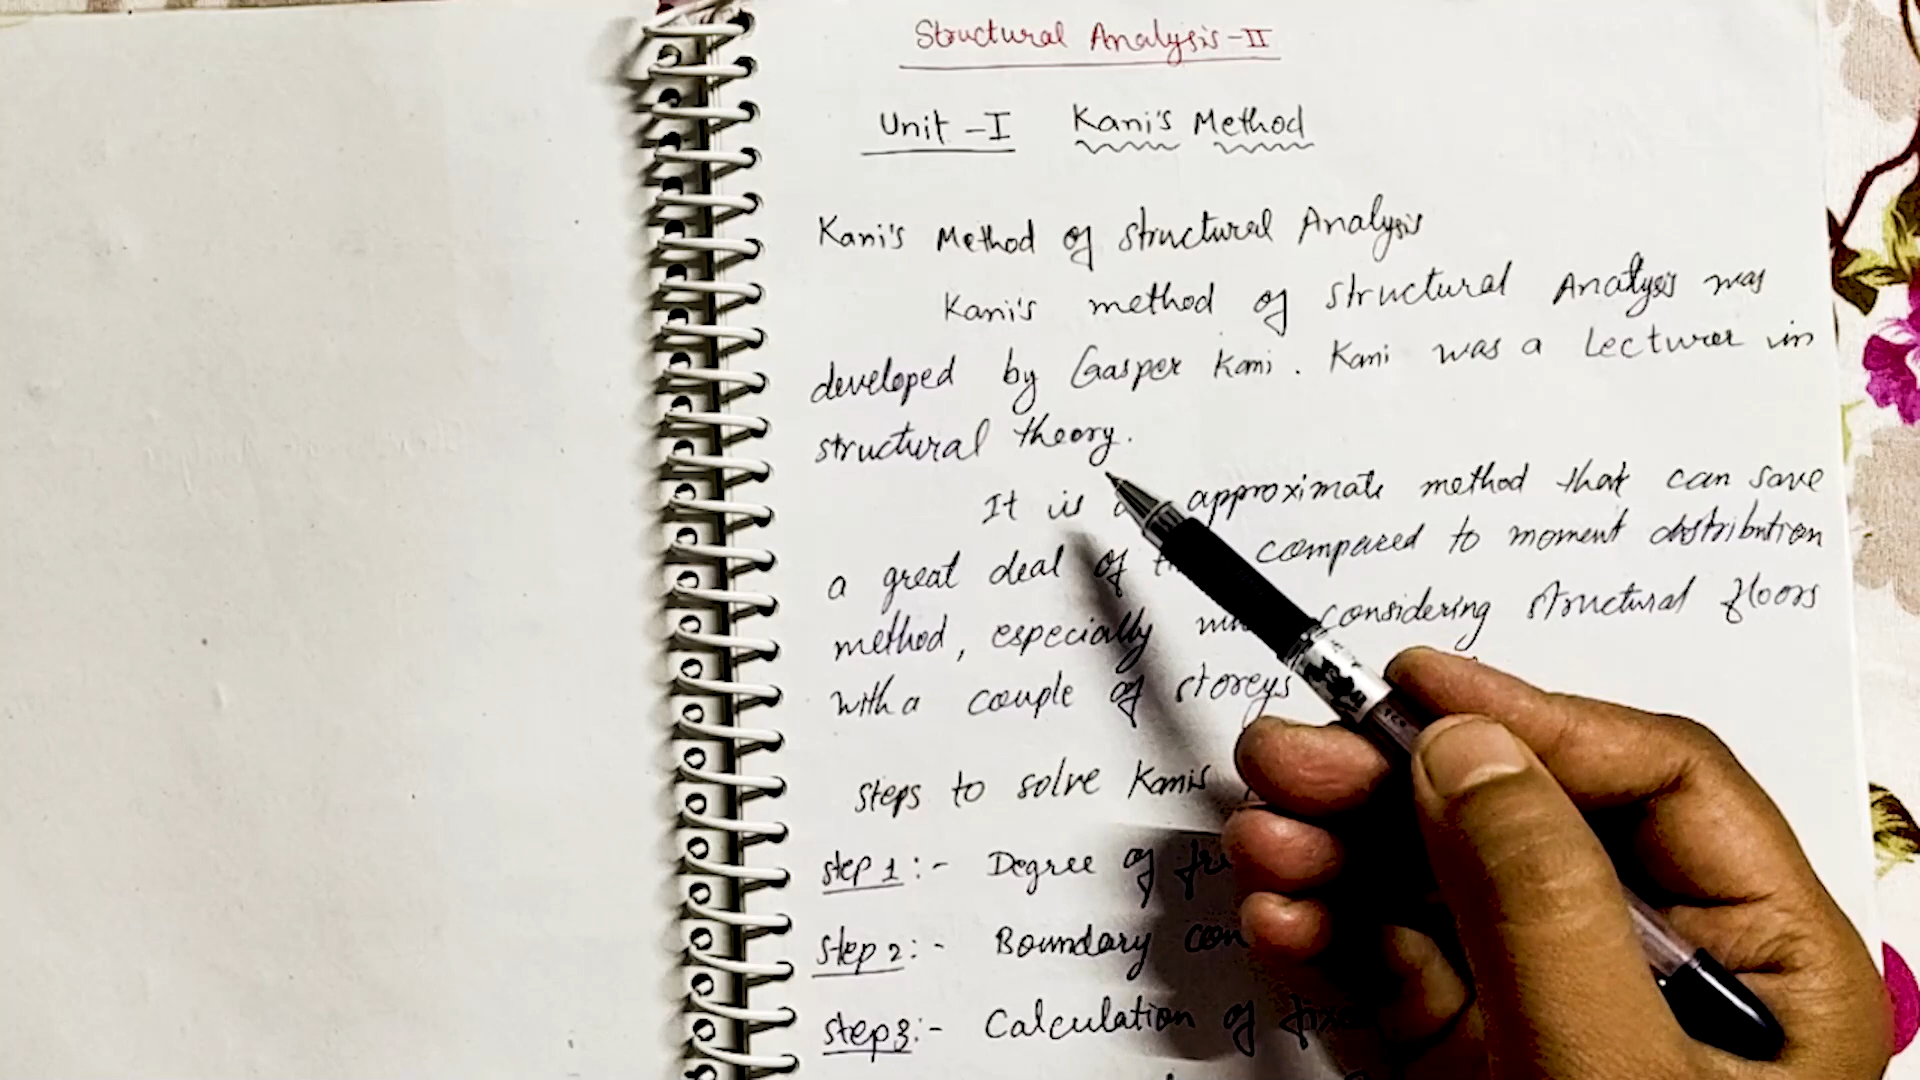 Structural Analysis-II
Unit -I Kani's Method
Kani's Method of structural Analysis
Kani's method of structural Analysis was
developed by Gasper Kani. Kani was a Lecturer in
structural theory.
It is approximate method that can save
a great deal of compared to moment distribution
method, especially considering structural floors
with a couple of storeys
steps to solve Kanis
step 1:- Degree of
step 2:- Boundary
step3:- Calculation of